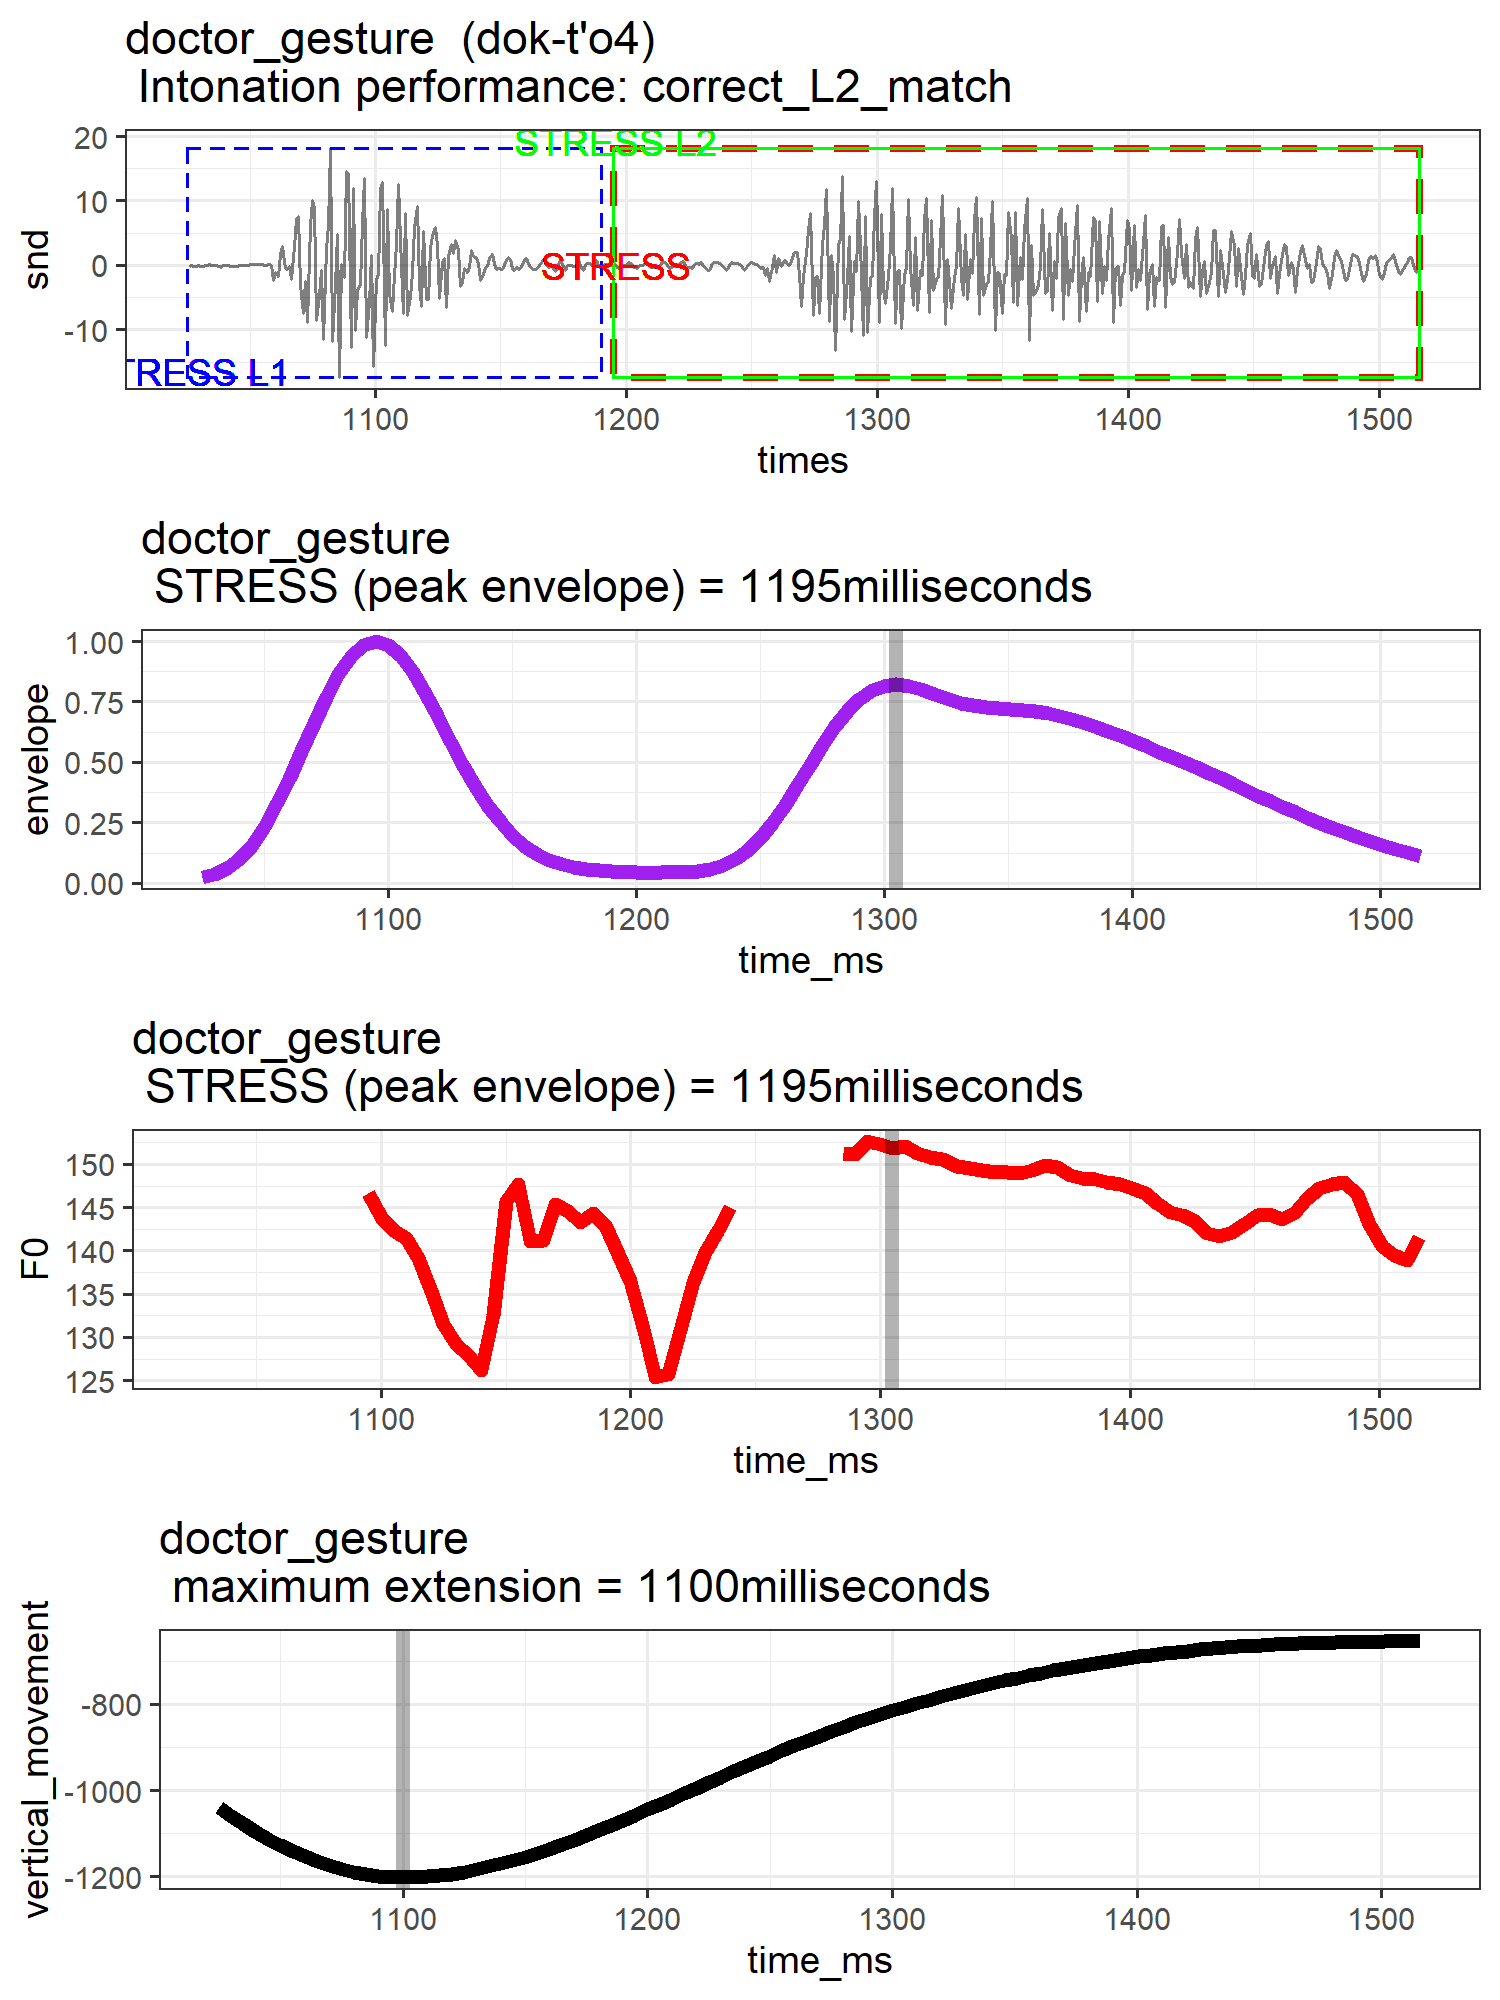 doctor_gesture  (dok-t'o4)
Intonation performance: correct_L2_match
20
10
0
-10
snd
STRESS L2
STRESS
TRESS L1
1100 1200 1300 1400 1500
times
doctor_gesture
STRESS (peak envelope) = 1195milliseconds
1.00
0.75
0.50
0.25
0.00
envelope
1100 1200 1300 1400 1500
time_ms
doctor_gesture
STRESS (peak envelope) = 1195milliseconds
150
145
140
135
130
125
F0
1100 1200 1300 1400 1500
time_ms
doctor_gesture
maximum extension = 1100milliseconds
-800
-1000
-1200
vertical_movement
1100 1200 1300 1400 1500
time_ms